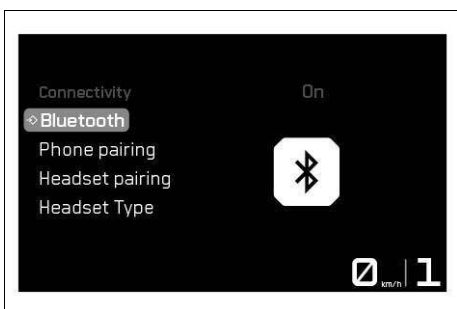 Connectivity On
Bluetooth
Phone pairing
Headset pairing
Headset Type
0 km/h 1